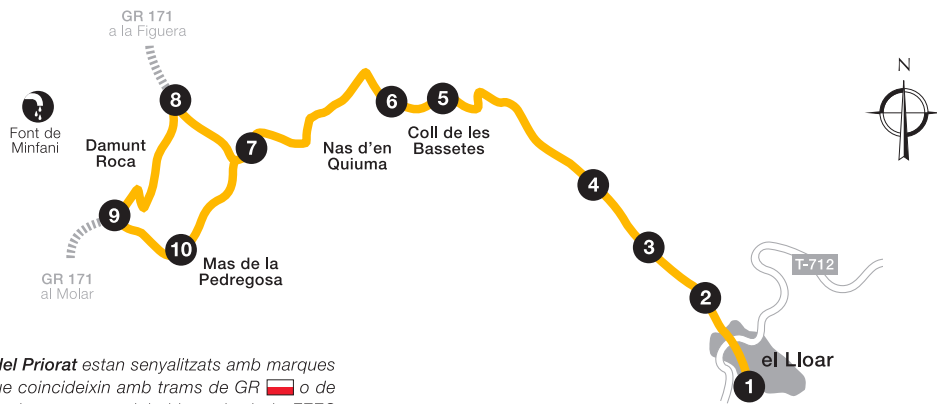 GR 171
a la Figuera
N
8
6
5
Font de
Minfani
Damunt
Roca
7
Nas d'en
Quiuma
Coll de les
Bassetes
4
9
10
3
GR 171
al Molar
Mas de la
Pedregosa
T-712
2
el Lloar
1
del Priorat estan senyalitzats amb marques
que coincideixin amb trams de GR o de